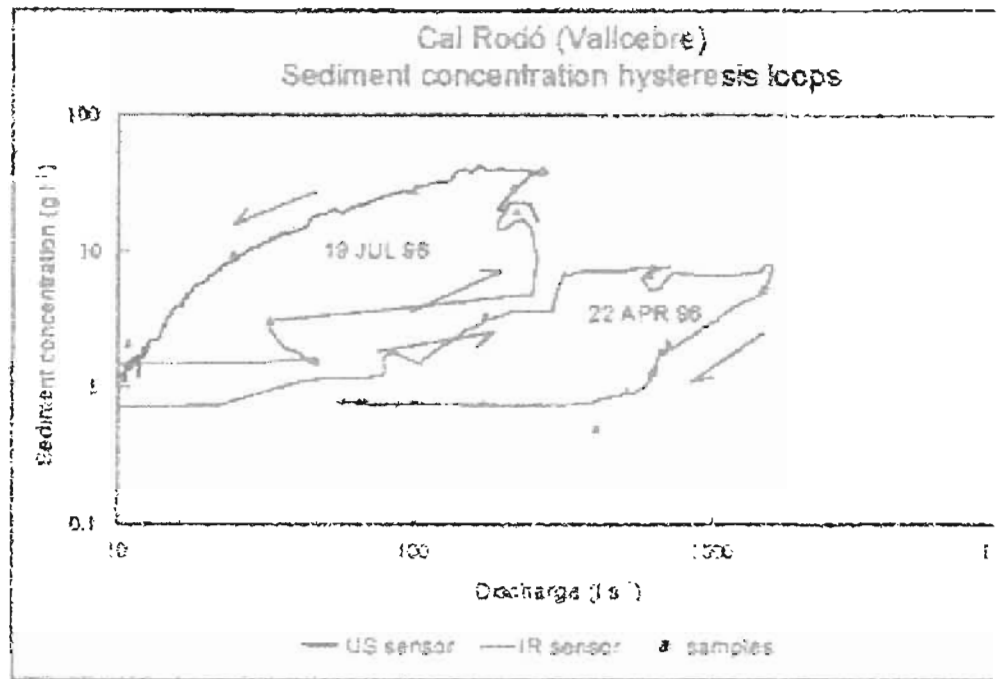 Cal Rodó (Vallcebre)
Sediment concentration hysteresis loops
100
10
1
0.1
Sediment concentration (g l⁻¹)
19 JUL 96
22 APR 96
10
100
1000
Discharge (l s⁻¹)
US sensor
IR sensor
samples